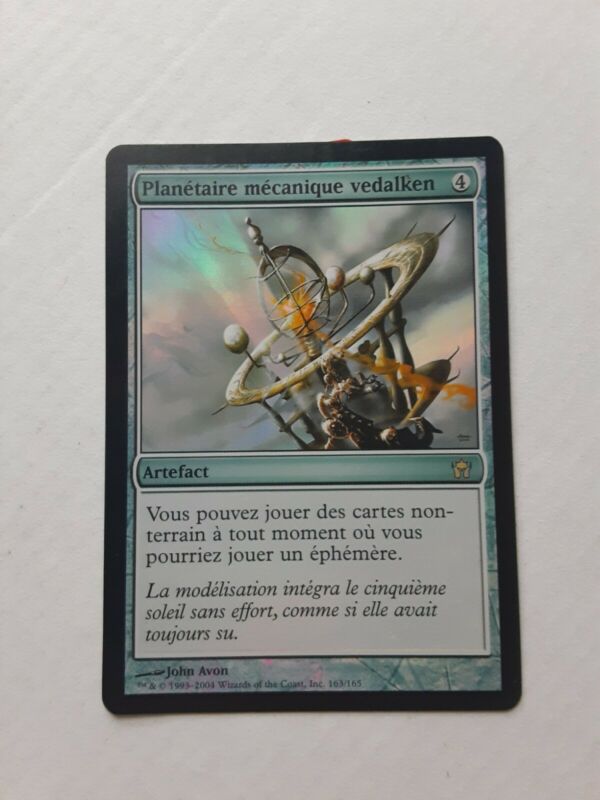 Planétaire mécanique vedalken 4
Artefact
Vous pouvez jouer des cartes non-
terrain à tout moment où vous
pourriez jouer un éphémère.
La modélisation intégra le cinquième
soleil sans effort, comme si elle avait
toujours su.
John Avon
™ & © 1993–2004 Wizards of the Coast, Inc. 163/165